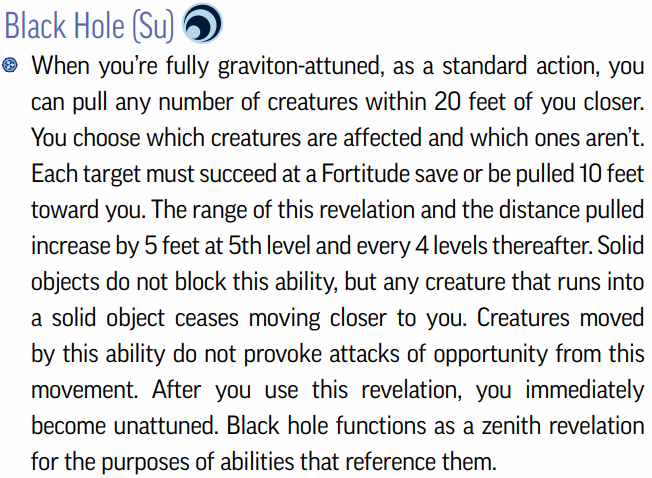 Black Hole (Su)
When you're fully graviton-attuned, as a standard action, you
can pull any number of creatures within 20 feet of you closer.
You choose which creatures are affected and which ones aren't.
Each target must succeed at a Fortitude save or be pulled 10 feet
toward you. The range of this revelation and the distance pulled
increase by 5 feet at 5th level and every 4 levels thereafter. Solid
objects do not block this ability, but any creature that runs into
a solid object ceases moving closer to you. Creatures moved
by this ability do not provoke attacks of opportunity from this
movement. After you use this revelation, you immediately
become unattuned. Black hole functions as a zenith revelation
for the purposes of abilities that reference them.